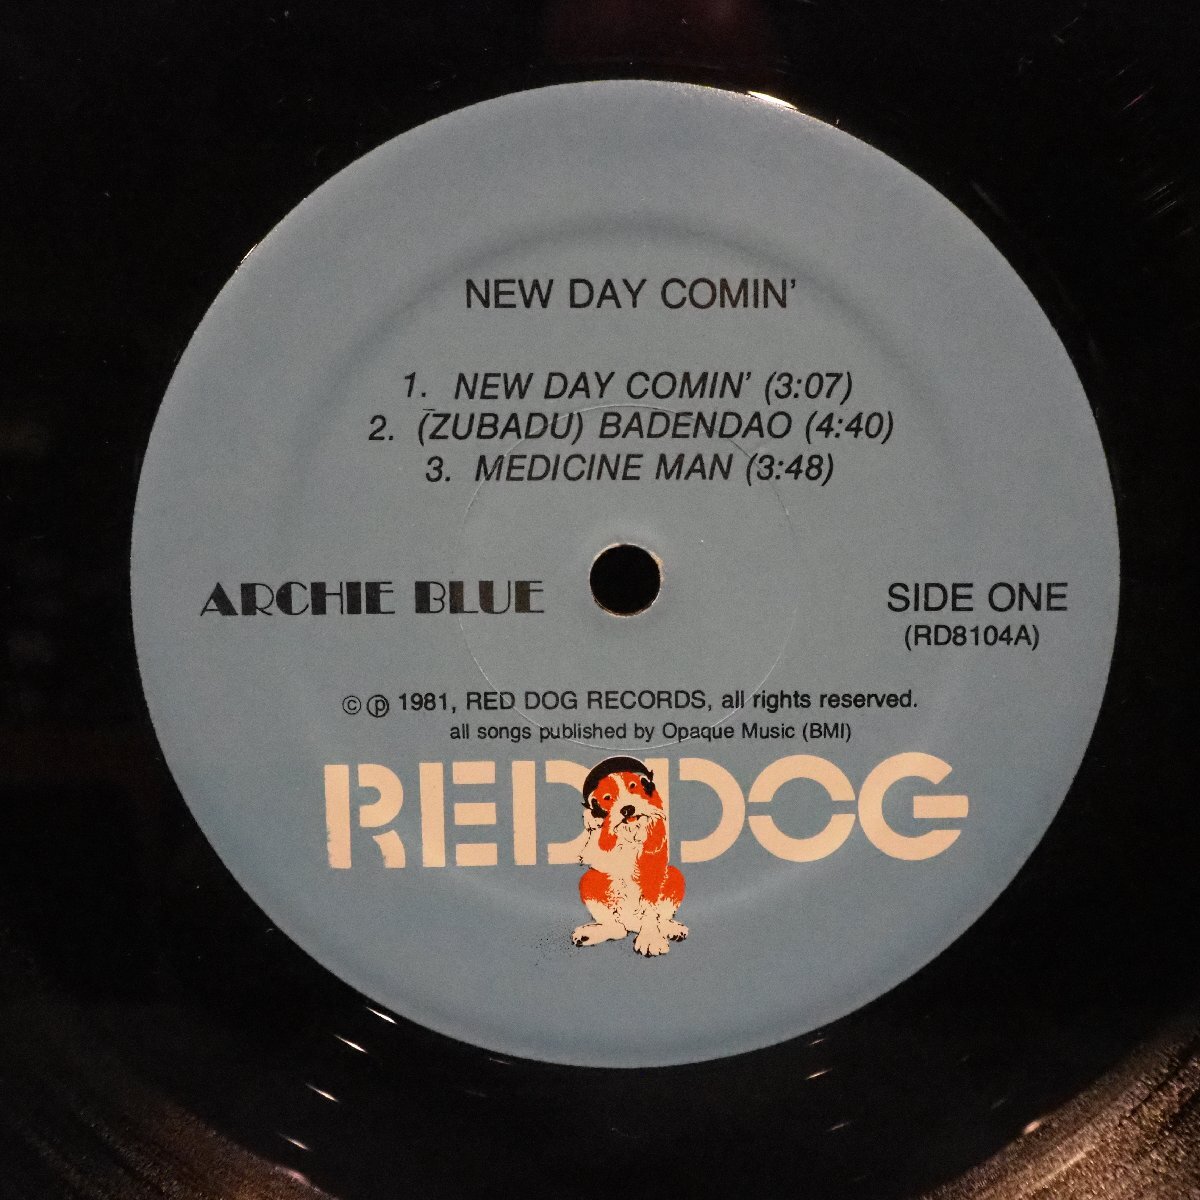 NEW DAY COMIN'
1. NEW DAY COMIN' (3:07)
2. (ZUBADU) BADENDAO (4:40)
3. MEDICINE MAN (3:48)
ARCHIE BLUE
SIDE ONE
(RD8104A)
©℗ 1981, RED DOG RECORDS, all rights reserved.
all songs published by Opaque Music (BMI)
RED DOG